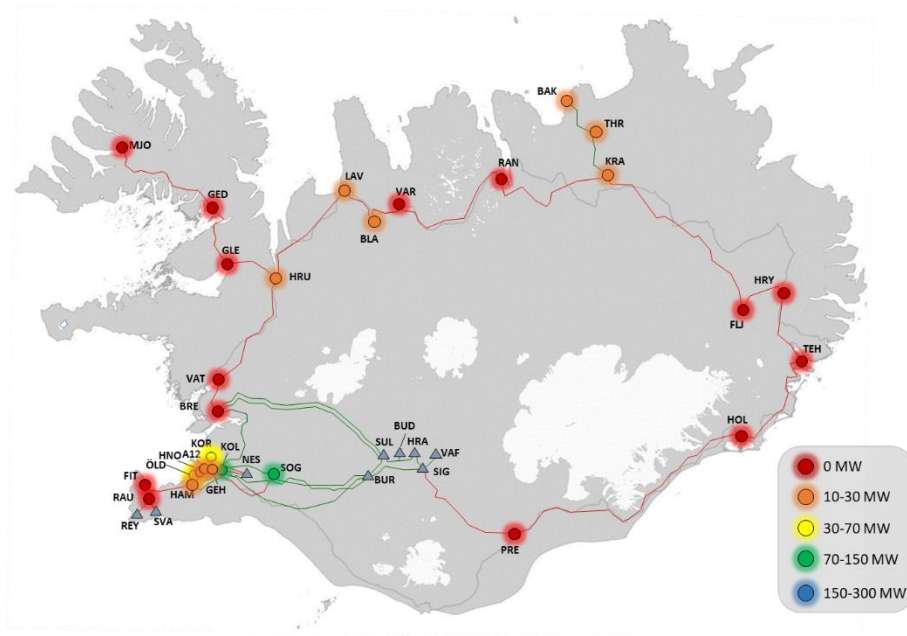 BAK
THR
MJO
RAN
KRA
LAV
GED
VAR
BLA
GLE
HRU
HRY
FLJ
TEH
VAT
BRE
HOL
BUD
KOR
SUL
HRA
VAF
HNO
A12
KOL
NES
SOG
ÖLD
SIG
FIT
HAM
GEH
BUR
RAU
REY
SVA
PRE
0 MW
10-30 MW
30-70 MW
70-150 MW
150-300 MW